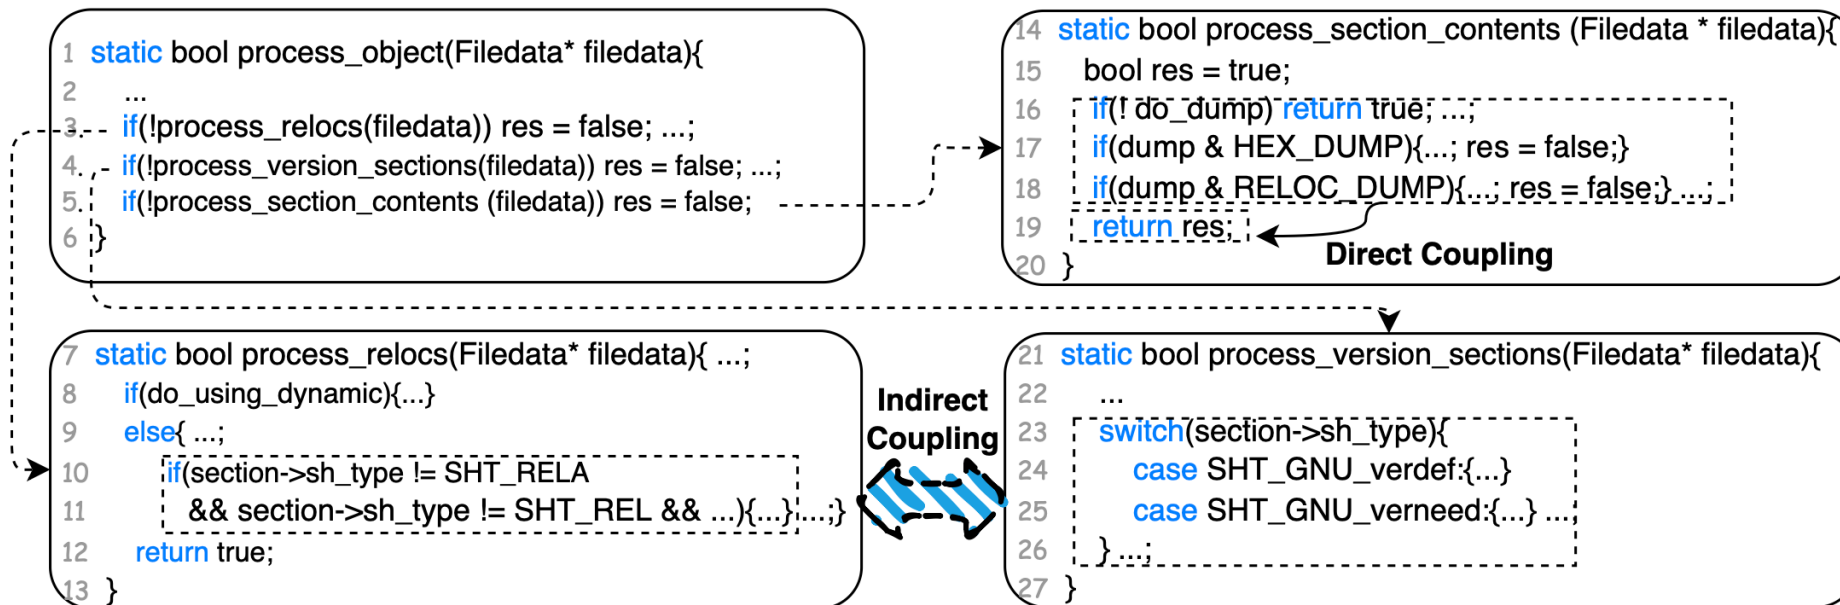 1 static bool process_object(Filedata* filedata){
2 ...
3. if(!process_relocs(filedata)) res = false; ...;
4. if(!process_version_sections(filedata)) res = false; ...;
5. if(!process_section_contents (filedata)) res = false;
6 }
14 static bool process_section_contents (Filedata * filedata){
15 bool res = true;
16 if(! do_dump) return true; ...;
17 if(dump & HEX_DUMP){...; res = false;}
18 if(dump & RELOC_DUMP){...; res = false;} ...;
19 return res;
Direct Coupling
20 }
7 static bool process_relocs(Filedata* filedata){ ...;
8 if(do_using_dynamic){...}
9 else{ ...;
10 if(section->sh_type != SHT_RELA
11 && section->sh_type != SHT_REL && ...){...}...;}
12 return true;
13 }
Indirect
Coupling
21 static bool process_version_sections(Filedata* filedata){
22 ...
23 switch(section->sh_type){
24 case SHT_GNU_verdef:{...}
25 case SHT_GNU_verneed:{...} ...;
26 } ...;
27 }